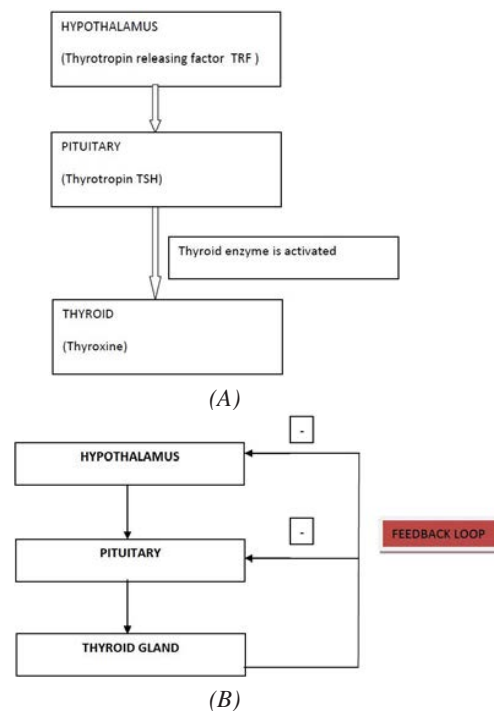 HYPOTHALAMUS
(Thyrotropin releasing factor TRF )
PITUITARY
(Thyrotropin TSH)
Thyroid enzyme is activated
THYROID
(Thyroxine)
(A)
-
HYPOTHALAMUS
-
FEEDBACK LOOP
PITUITARY
THYROID GLAND
(B)